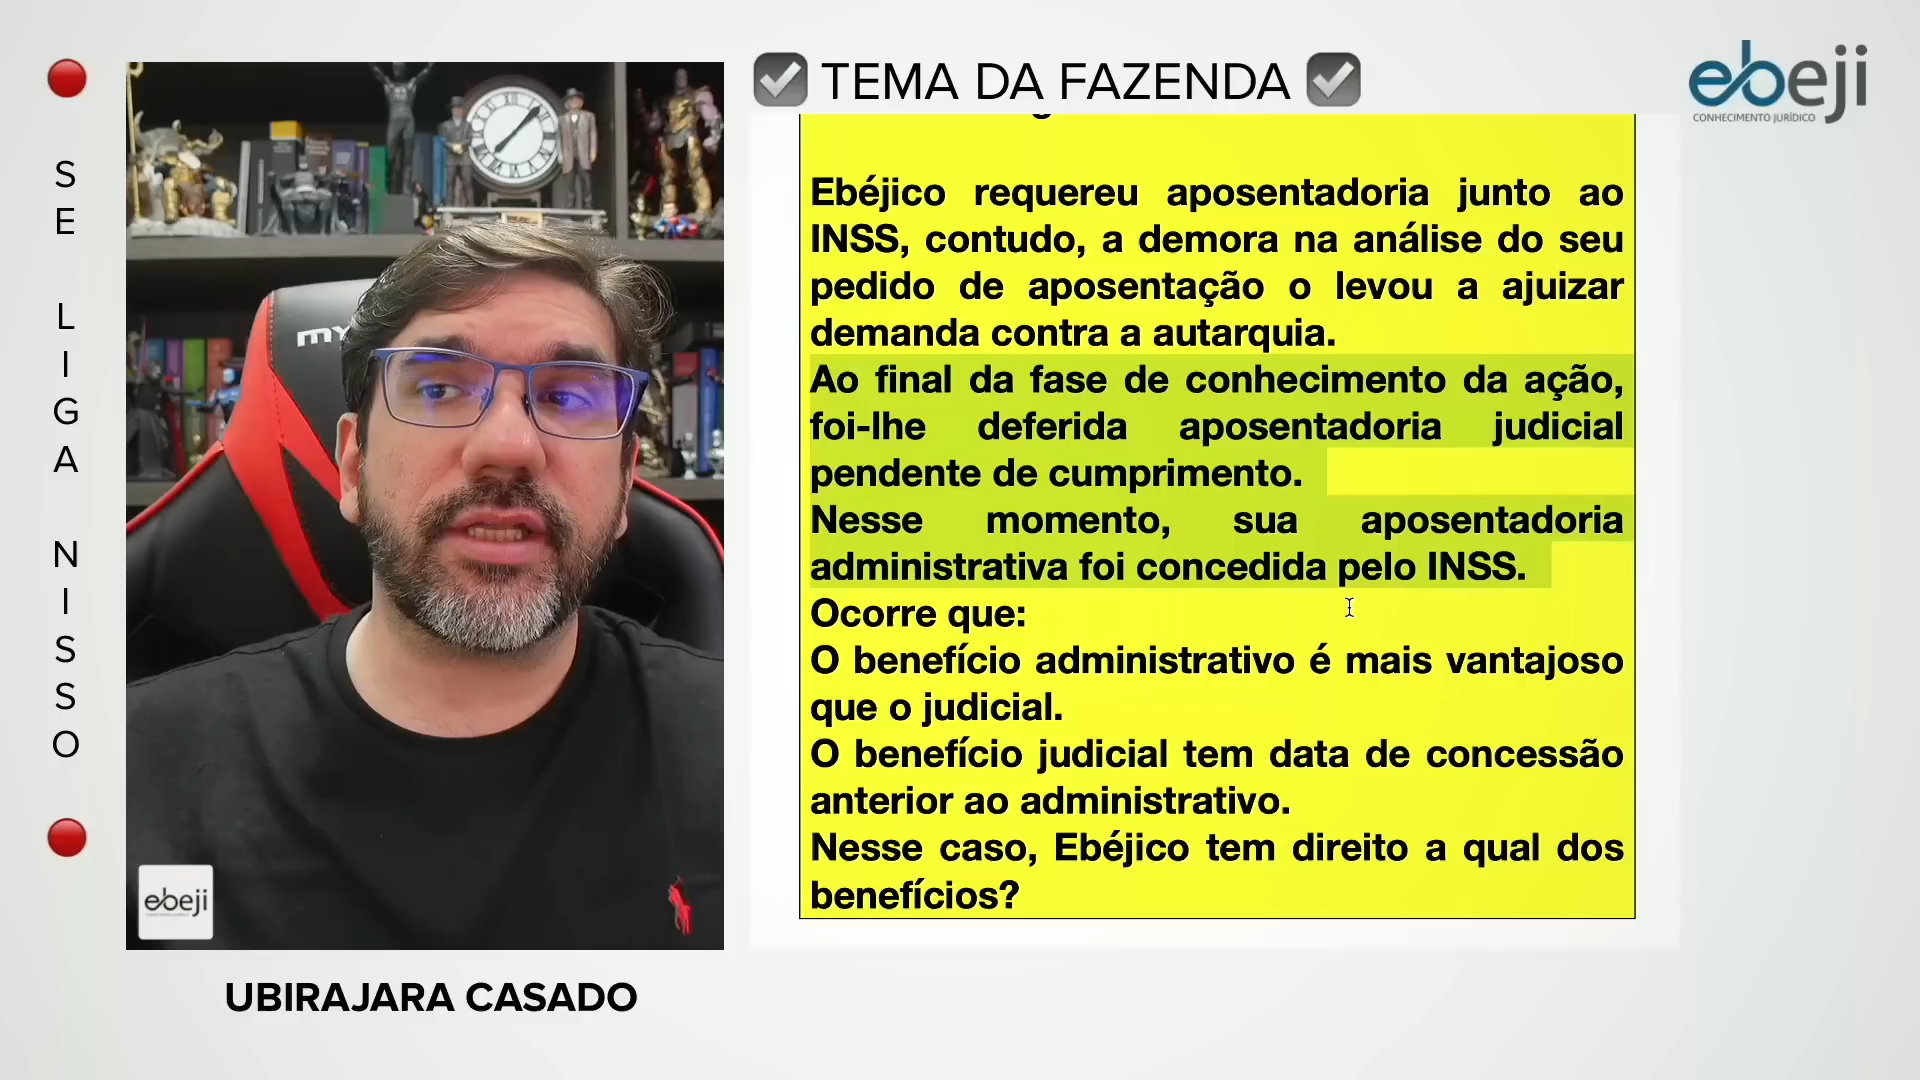 TEMA DA FAZENDA
ebeji
CONHECIMENTO JURÍDICO
SE LIGA NISSO
MY
Ebéjico requereu aposentadoria junto ao
INSS, contudo, a demora na análise do seu
pedido de aposentação o levou a ajuizar
demanda contra a autarquia.
Ao final da fase de conhecimento da ação,
foi-lhe deferida aposentadoria judicial
pendente de cumprimento.
Nesse momento, sua aposentadoria
administrativa foi concedida pelo INSS.
Ocorre que:
O benefício administrativo é mais vantajoso
que o judicial.
O benefício judicial tem data de concessão
anterior ao administrativo.
Nesse caso, Ebéjico tem direito a qual dos
benefícios?
ebeji
UBIRAJARA CASADO